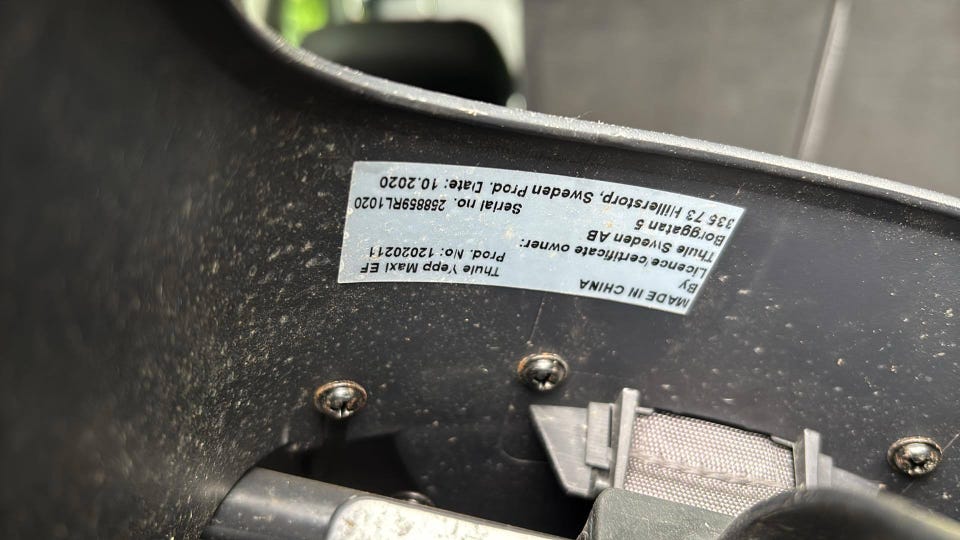 MADE IN CHINA
By
Licence/certificate owner:
Thule Sweden AB
Borggatan 5
335 73 Hillerstorp, Sweden
Thule Yepp Maxi EF
Prod. No: 12020211
Serial no. 258859RL1020
Prod. Date: 10.2020